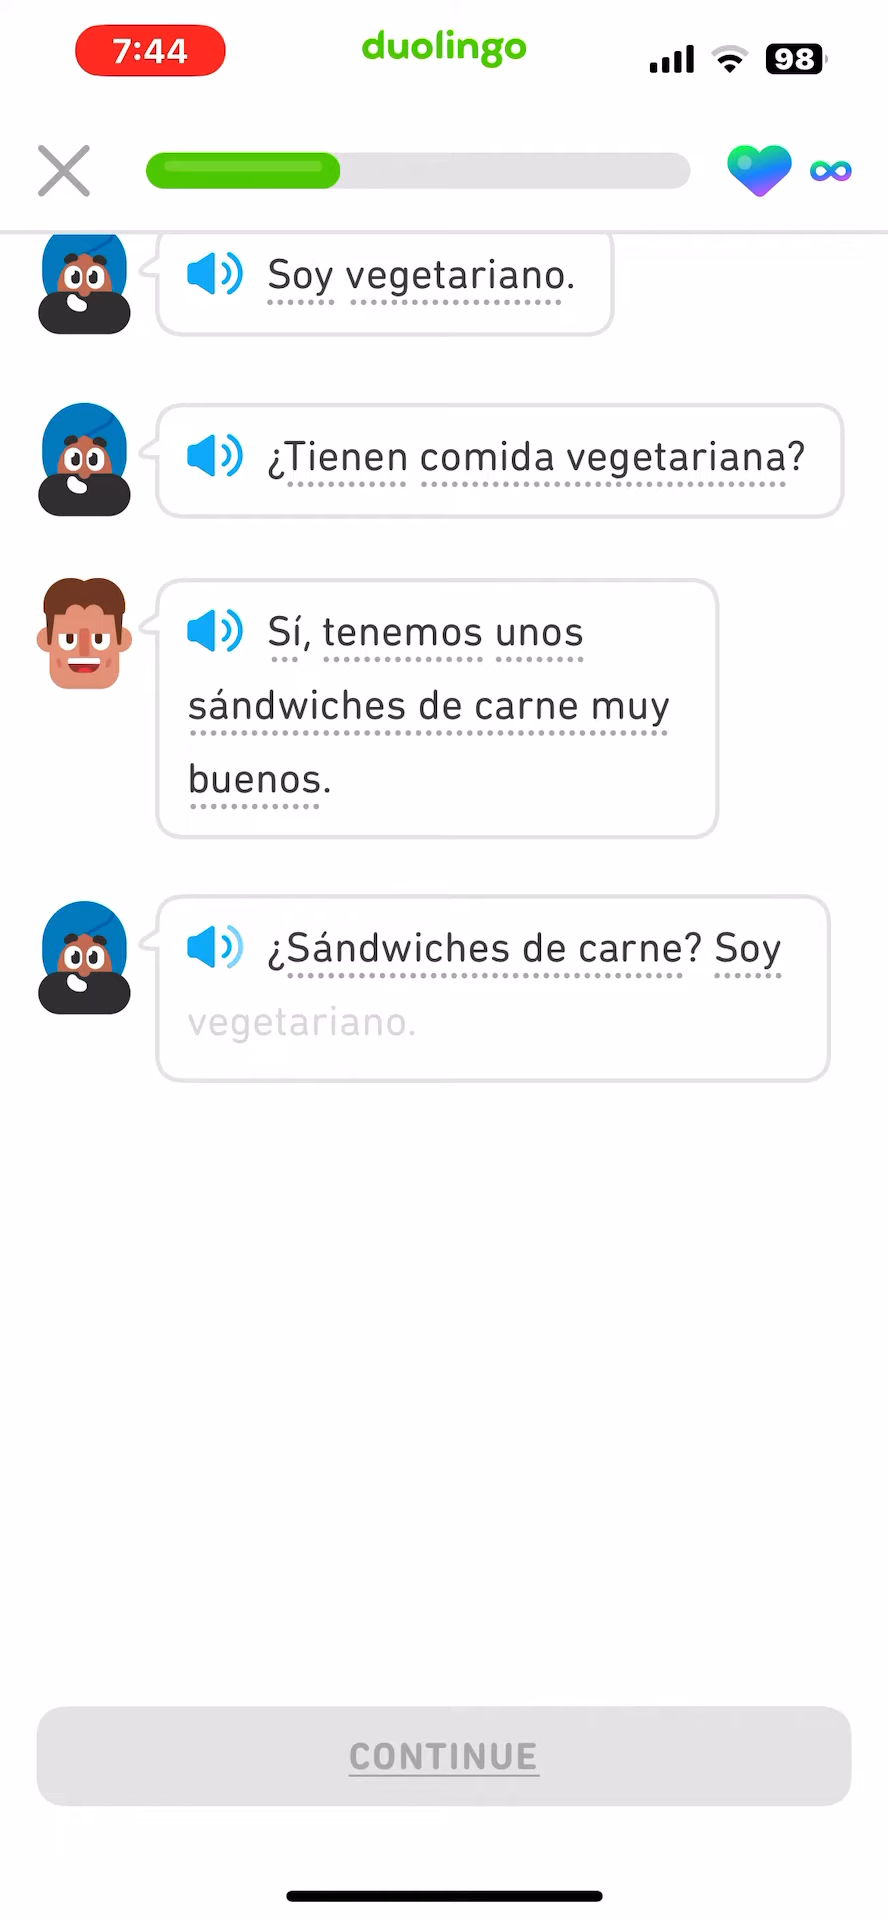 7:44
duolingo
98
Soy vegetariano.
¿Tienen comida vegetariana?
Sí, tenemos unos
sándwiches de carne muy
buenos.
¿Sándwiches de carne? Soy
vegetariano.
CONTINUE